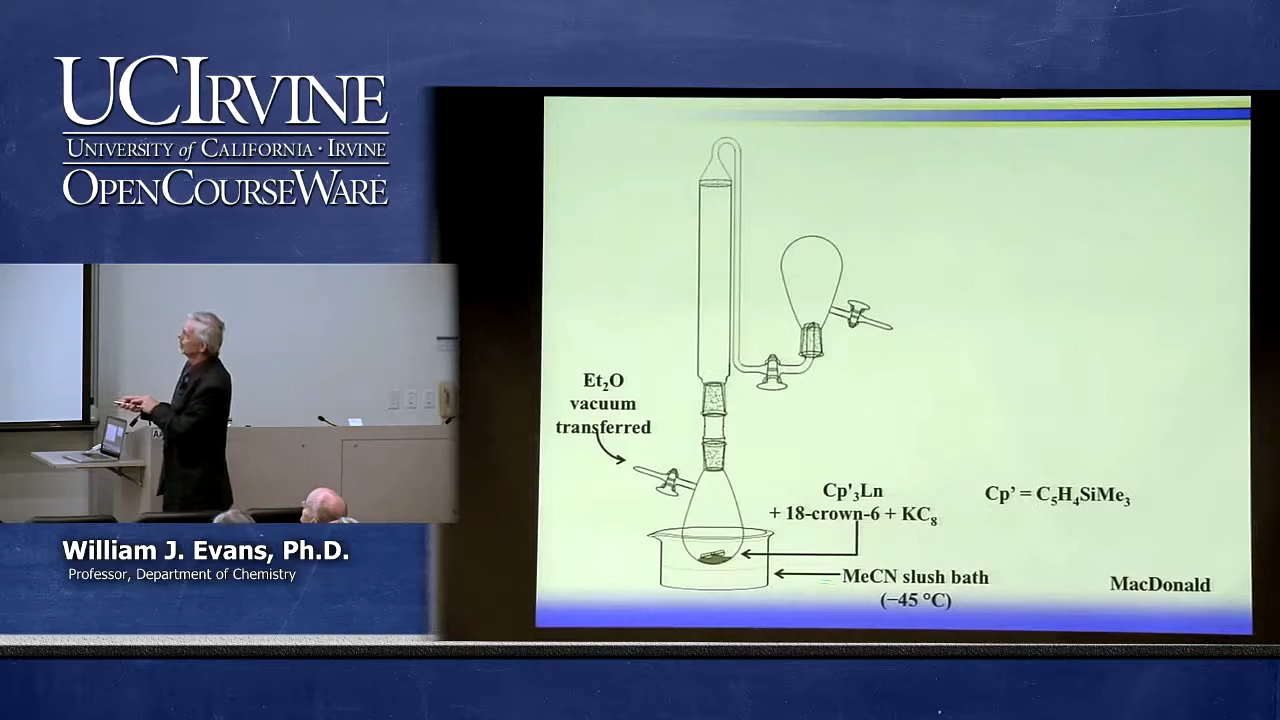 UCIRVINE
UNIVERSITY of CALIFORNIA · IRVINE
OPENCOURSEWARE
Et₂O
vacuum
transferred
Cp'₃Ln
+ 18-crown-6 + KC₈
Cp' = C₅H₄SiMe₃
MeCN slush bath
(−45 °C)
MacDonald
William J. Evans, Ph.D.
Professor, Department of Chemistry